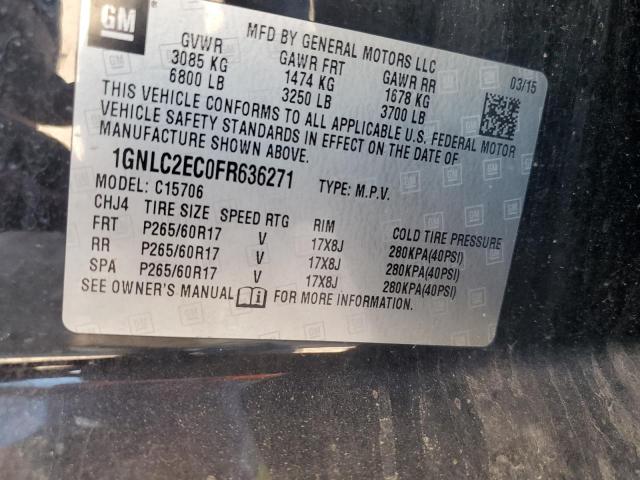 GM
MFD BY GENERAL MOTORS LLC 03/15
GVWR GAWR FRT GAWR RR
3085 KG 1474 KG 1678 KG
6800 LB 3250 LB 3700 LB
THIS VEHICLE CONFORMS TO ALL APPLICABLE U.S. FEDERAL MOTOR
VEHICLE SAFETY STANDARDS IN EFFECT ON THE DATE OF
MANUFACTURE SHOWN ABOVE.
1GNLC2EC0FR636271 TYPE: M.P.V.
MODEL: C15706
CHJ4 TIRE SIZE SPEED RTG RIM COLD TIRE PRESSURE
FRT P265/60R17 V 17X8J 280KPA(40PSI)
RR P265/60R17 V 17X8J 280KPA(40PSI)
SPA P265/60R17 V 17X8J 280KPA(40PSI)
SEE OWNER'S MANUAL FOR MORE INFORMATION.